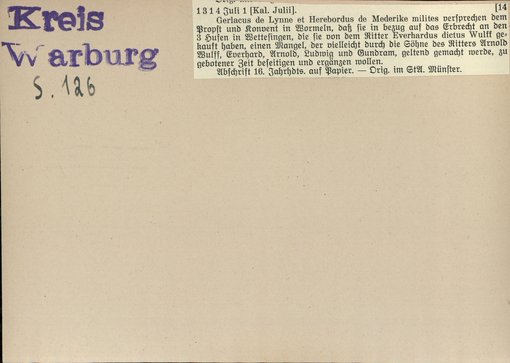 Kreis
Warburg
S. 126
1314 Juli 1 [Kal. Julii]. [14
Gerlacus de Lynne et Herebordus de Mederike milites versprechen dem
Propst und Konvent in Wormeln, daß sie in bezug auf das Erbrecht an den
3 Hufen in Wettesingen, die sie von dem Ritter Everhardus dictus Wulff ge-
kauft haben, einen Mangel, der vielleicht durch die Söhne des Ritters Arnold
Wulff, Everhard, Arnold, Ludwig und Gundram, geltend gemacht werde, zu
gebotener Zeit beseitigen und ergänzen wollen.
Abschrift 16. Jahrhdts. auf Papier. — Orig. im StA. Münster.